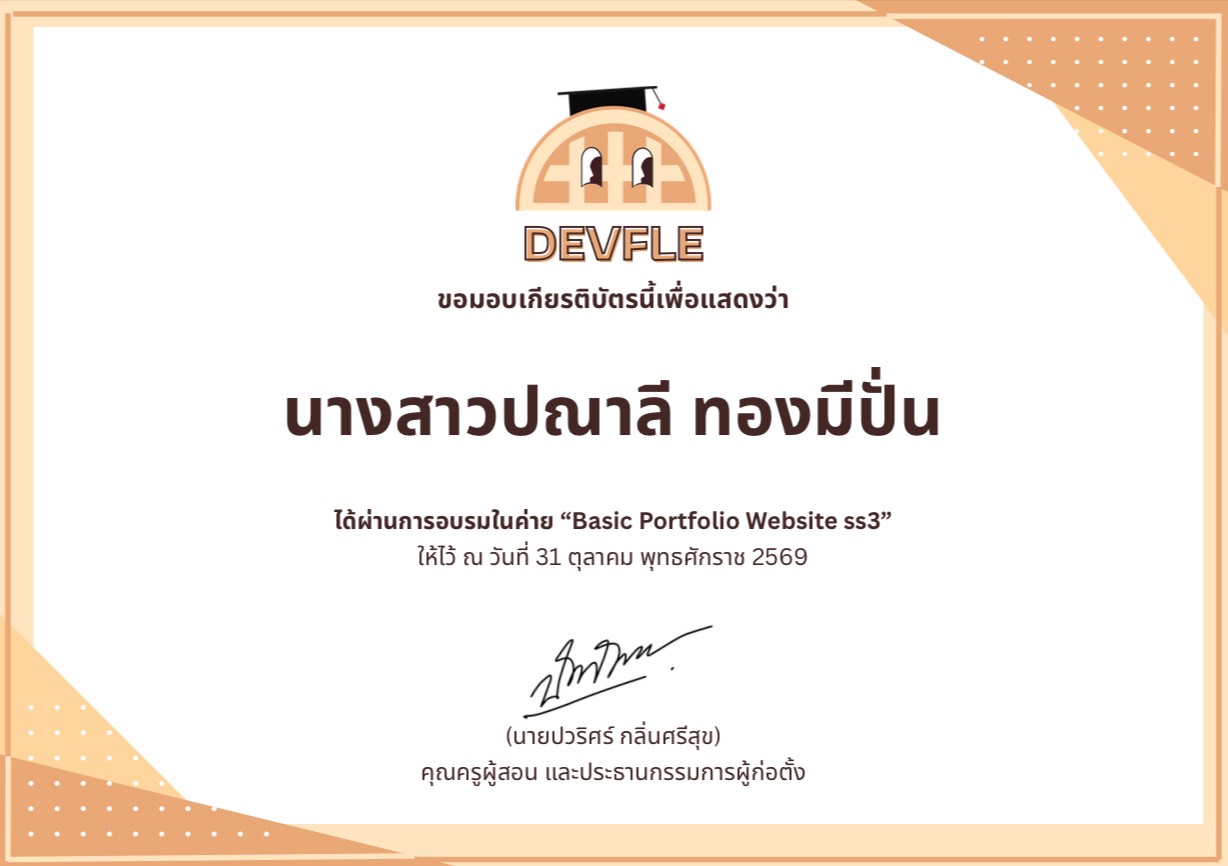 DEVFLE
ขอมอบเกียรติบัตรนี้เพื่อแสดงว่า
นางสาวปณาลี ทองมีปั่น
ได้ผ่านการอบรมในค่าย “Basic Portfolio Website ss3”
ให้ไว้ ณ วันที่ 31 ตุลาคม พุทธศักราช 2569
(นายปวริศร์ กลิ่นศรีสุข)
คุณครูผู้สอน และประธานกรรมการผู้ก่อตั้ง